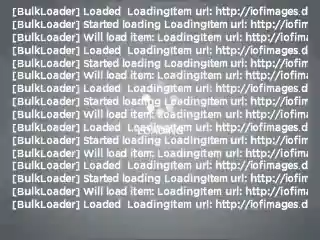 [BulkLoader] Loaded LoadingItem url: http://iofimages.d
[BulkLoader] Started loading LoadingItem url: http://iofim
[BulkLoader] Will load item: LoadingItem url: http://iofima
[BulkLoader] Loaded LoadingItem url: http://iofimages.d
[BulkLoader] Started loading LoadingItem url: http://iofim
[BulkLoader] Will load item: LoadingItem url: http://iofima
[BulkLoader] Loaded LoadingItem url: http://iofimages.d
[BulkLoader] Started loading LoadingItem url: http://iofim
[BulkLoader] Will load item: LoadingItem url: http://iofima
[BulkLoader] Loaded LoadingItem url: http://iofimages.d
LOADING
[BulkLoader] Started loading LoadingItem url: http://iofim
[BulkLoader] Will load item: LoadingItem url: http://iofima
[BulkLoader] Loaded LoadingItem url: http://iofimages.d
[BulkLoader] Started loading LoadingItem url: http://iofim
[BulkLoader] Will load item: LoadingItem url: http://iofima
[BulkLoader] Loaded LoadingItem url: http://iofimages.d